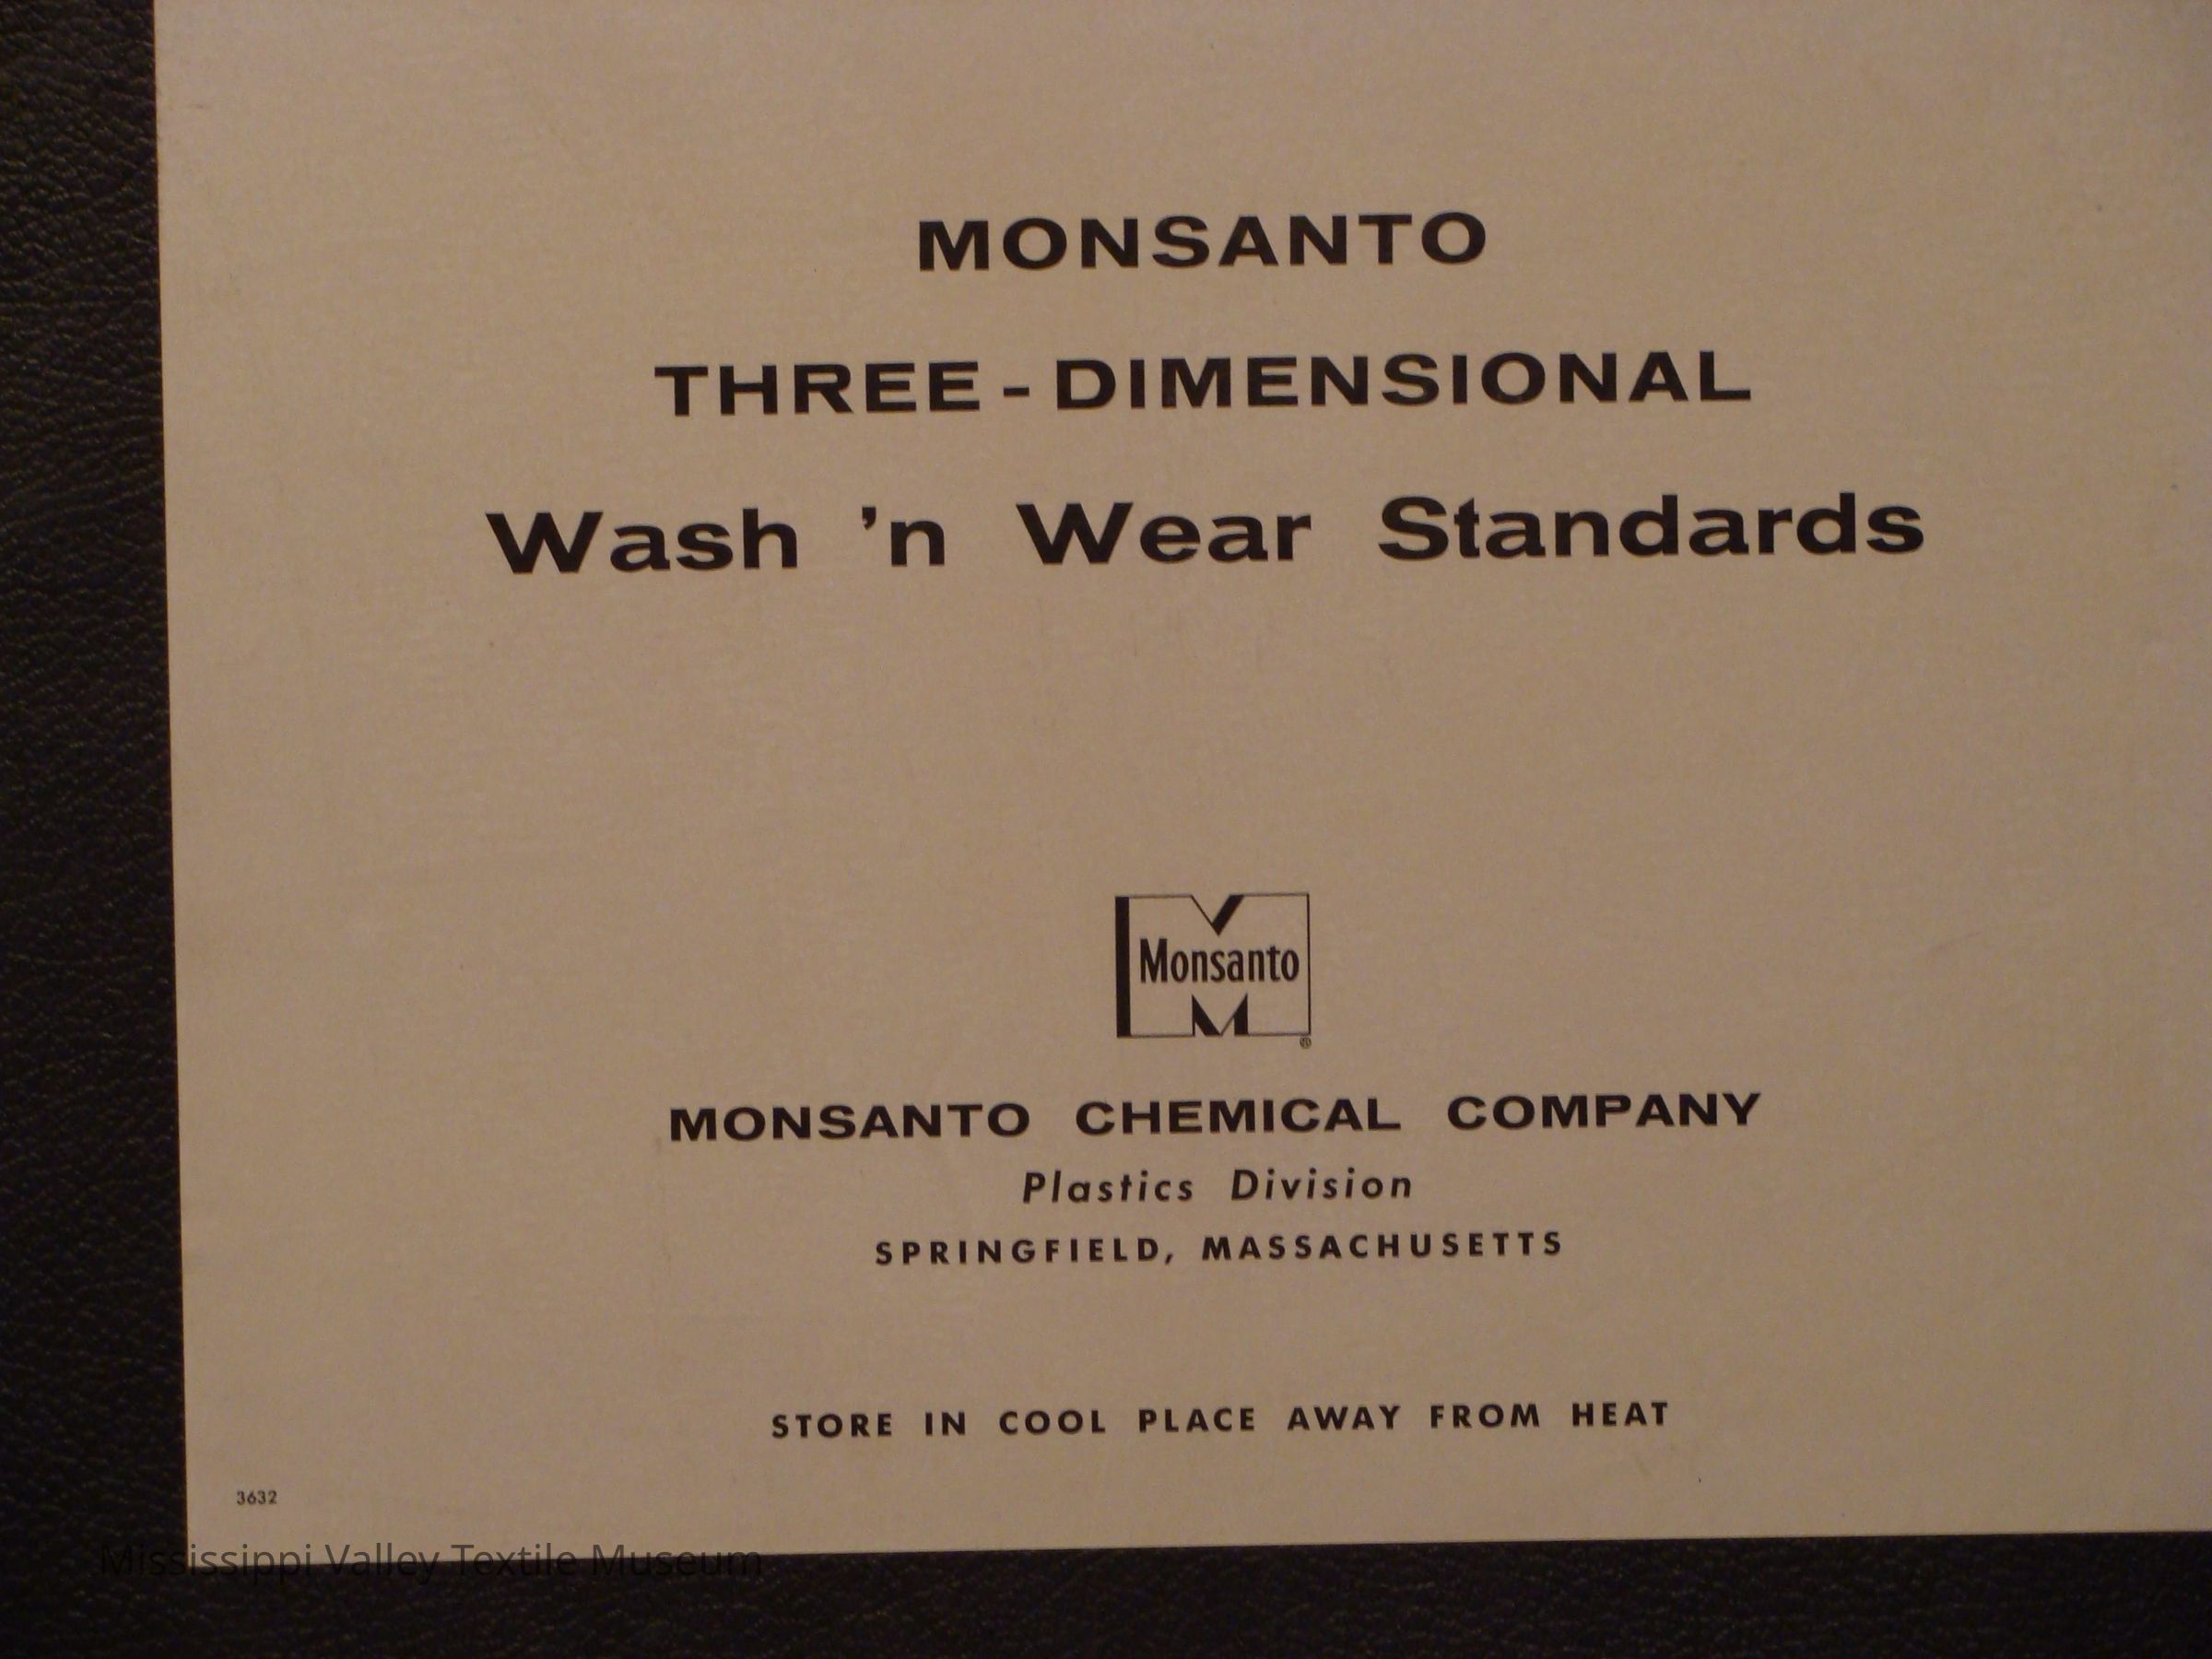 MONSANTO
THREE-DIMENSIONAL
Wash 'n Wear Standards
Monsanto
M
®
MONSANTO CHEMICAL COMPANY
Plastics Division
SPRINGFIELD, MASSACHUSETTS
STORE IN COOL PLACE AWAY FROM HEAT
3632
Mississippi Valley Textile Museum